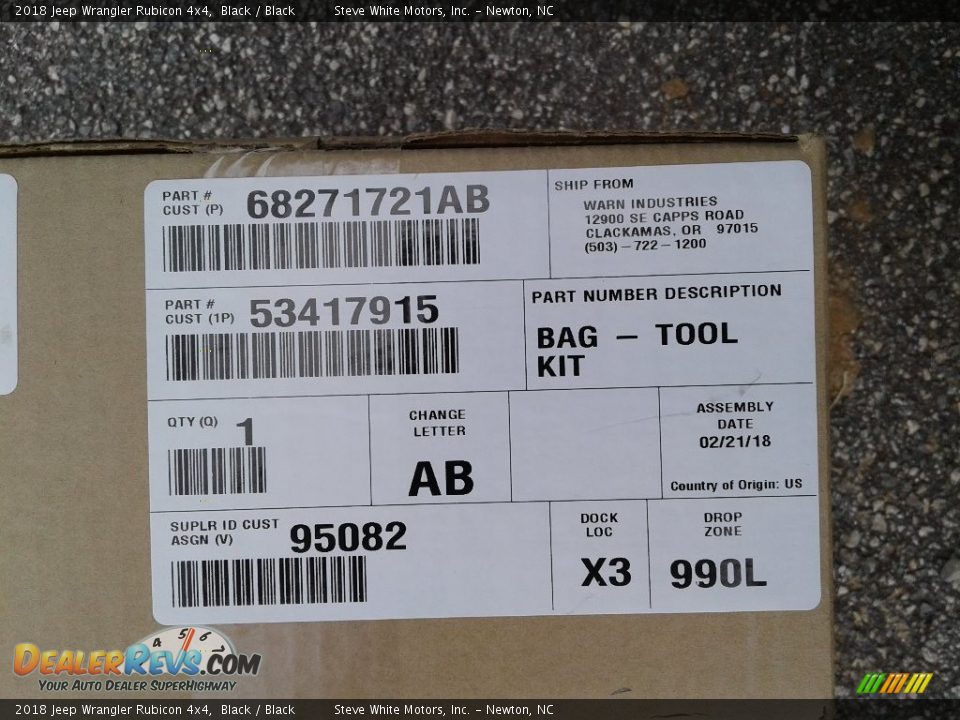 2018 Jeep Wrangler Rubicon 4x4, Black / Black Steve White Motors, Inc. - Newton, NC
PART #
CUST (P) 68271721AB
SHIP FROM
WARN INDUSTRIES
12900 SE CAPPS ROAD
CLACKAMAS, OR 97015
(503)-722-1200
PART #
CUST (1P) 53417915
PART NUMBER DESCRIPTION
BAG - TOOL
KIT
QTY (Q) 1
CHANGE
LETTER
AB
ASSEMBLY
DATE
02/21/18
Country of Origin: US
SUPLR ID CUST
ASGN (V) 95082
DOCK
LOC
X3
DROP
ZONE
990L
4 5 6 7
DEALERREVS.COM
YOUR AUTO DEALER SUPERHIGHWAY
2018 Jeep Wrangler Rubicon 4x4, Black / Black Steve White Motors, Inc. - Newton, NC